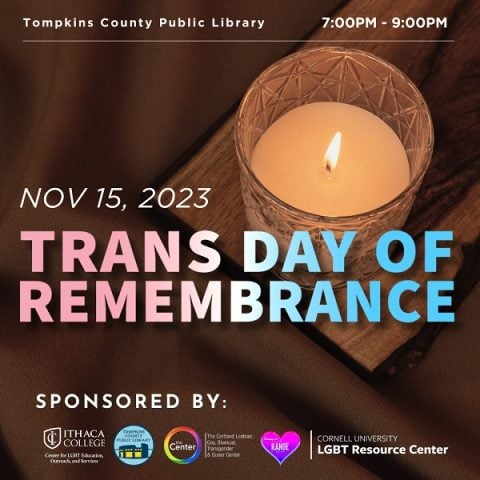 Tompkins County Public Library 7:00PM - 9:00PM
NOV 15, 2023
TRANS DAY OF
REMEMBRANCE
SPONSORED BY:
ITHACA
COLLEGE
Center for LGBT Education,
Outreach, and Services
TOMPKINS
COUNTY
PUBLIC LIBRARY
the
Center
The Cortland Lesbian,
Gay, Bisexual,
Transgender
& Queer Center
CORNELL UNIVERSITY
LGBT Resource Center